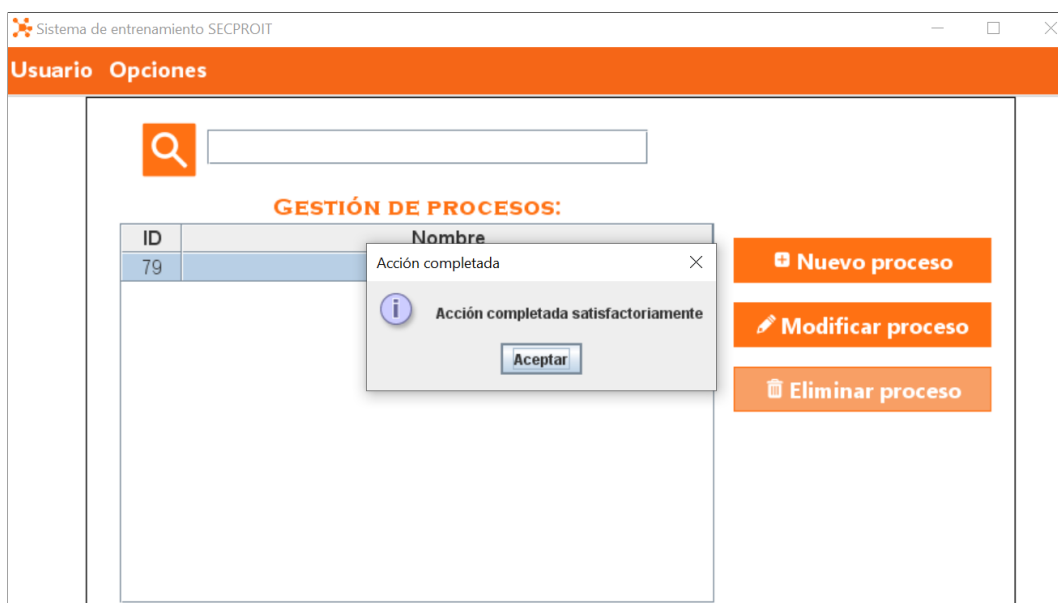 Sistema de entrenamiento SECPROIT
Usuario Opciones
GESTIÓN DE PROCESOS:
ID Nombre
79
Acción completada
Acción completada satisfactoriamente
Aceptar
Nuevo proceso
Modificar proceso
Eliminar proceso